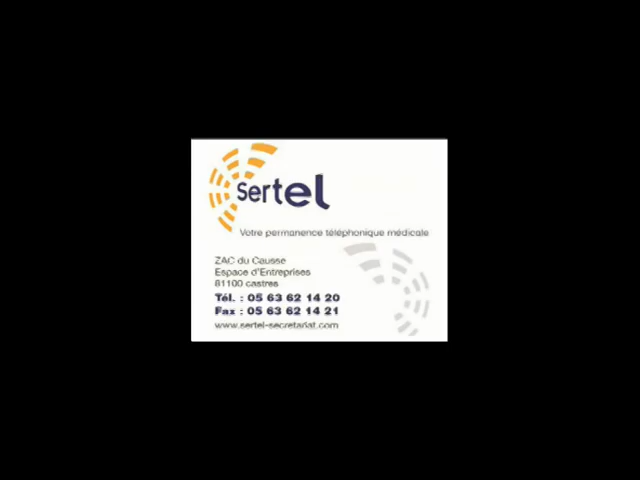 Sertel
Votre permanence téléphonique médicale
ZAC du Causse
Espace d'Entreprises
81100 castres
Tél. : 05 63 62 14 20
Fax : 05 63 62 14 21
www.sertel-secretariat.com